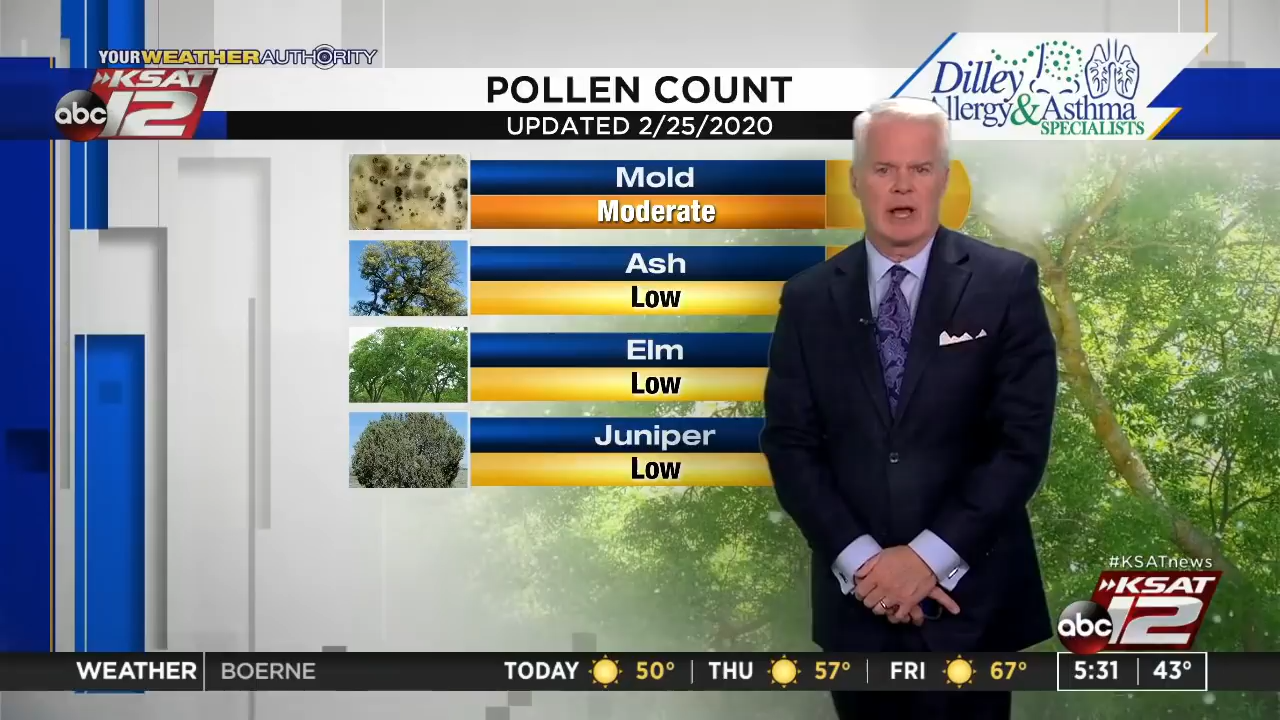 YOURWEATHERAUTHORITY
KSAT
abc 12
POLLEN COUNT
UPDATED 2/25/2020
Dilley
Allergy&Asthma
SPECIALISTS
Mold
Moderate
Ash
Low
Elm
Low
Juniper
Low
#KSATnews
KSAT
abc 12
WEATHER BOERNE TODAY 50° THU 57° FRI 67° 5:31 43°